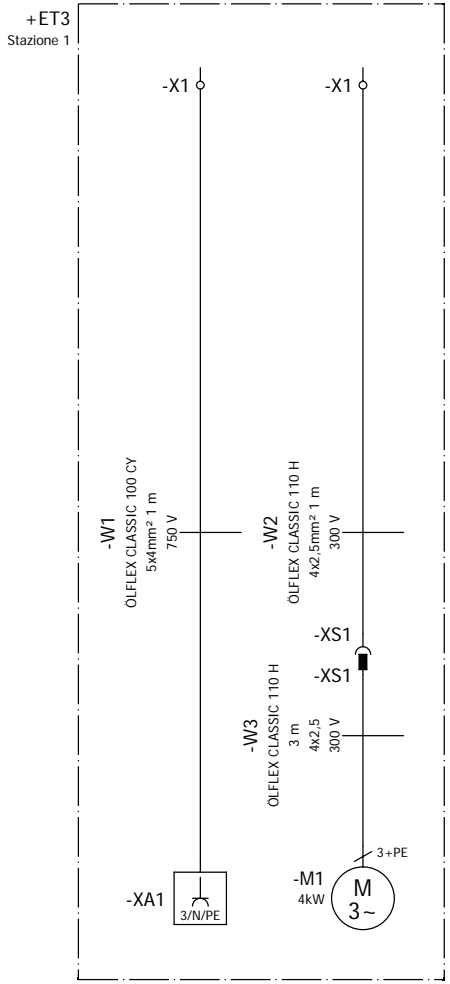 +ET3
Stazione 1
-X1
-X1
-W1
ÖLFLEX CLASSIC 100 CY
5x4mm² 1 m
750 V
-W2
ÖLFLEX CLASSIC 110 H
4x2,5mm² 1 m
300 V
-XS1
-XS1
-W3
ÖLFLEX CLASSIC 110 H
3 m
4x2,5
300 V
3+PE
-XA1
3/N/PE
-M1
4kW
M
3~